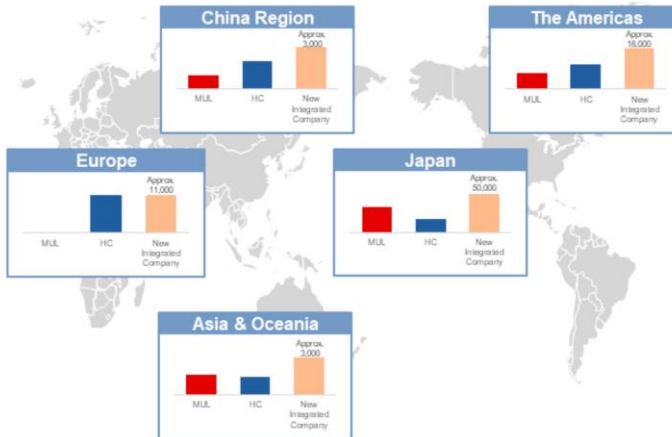 China Region
Approx.
3,000
MUL
HC
New
Integrated
Company
The Americas
Approx.
18,000
MUL
HC
New
Integrated
Company
Europe
Approx.
11,000
MUL
HC
New
Integrated
Company
Japan
Approx.
50,000
MUL
HC
New
Integrated
Company
Asia & Oceania
Approx.
3,000
MUL
HC
New
Integrated
Company